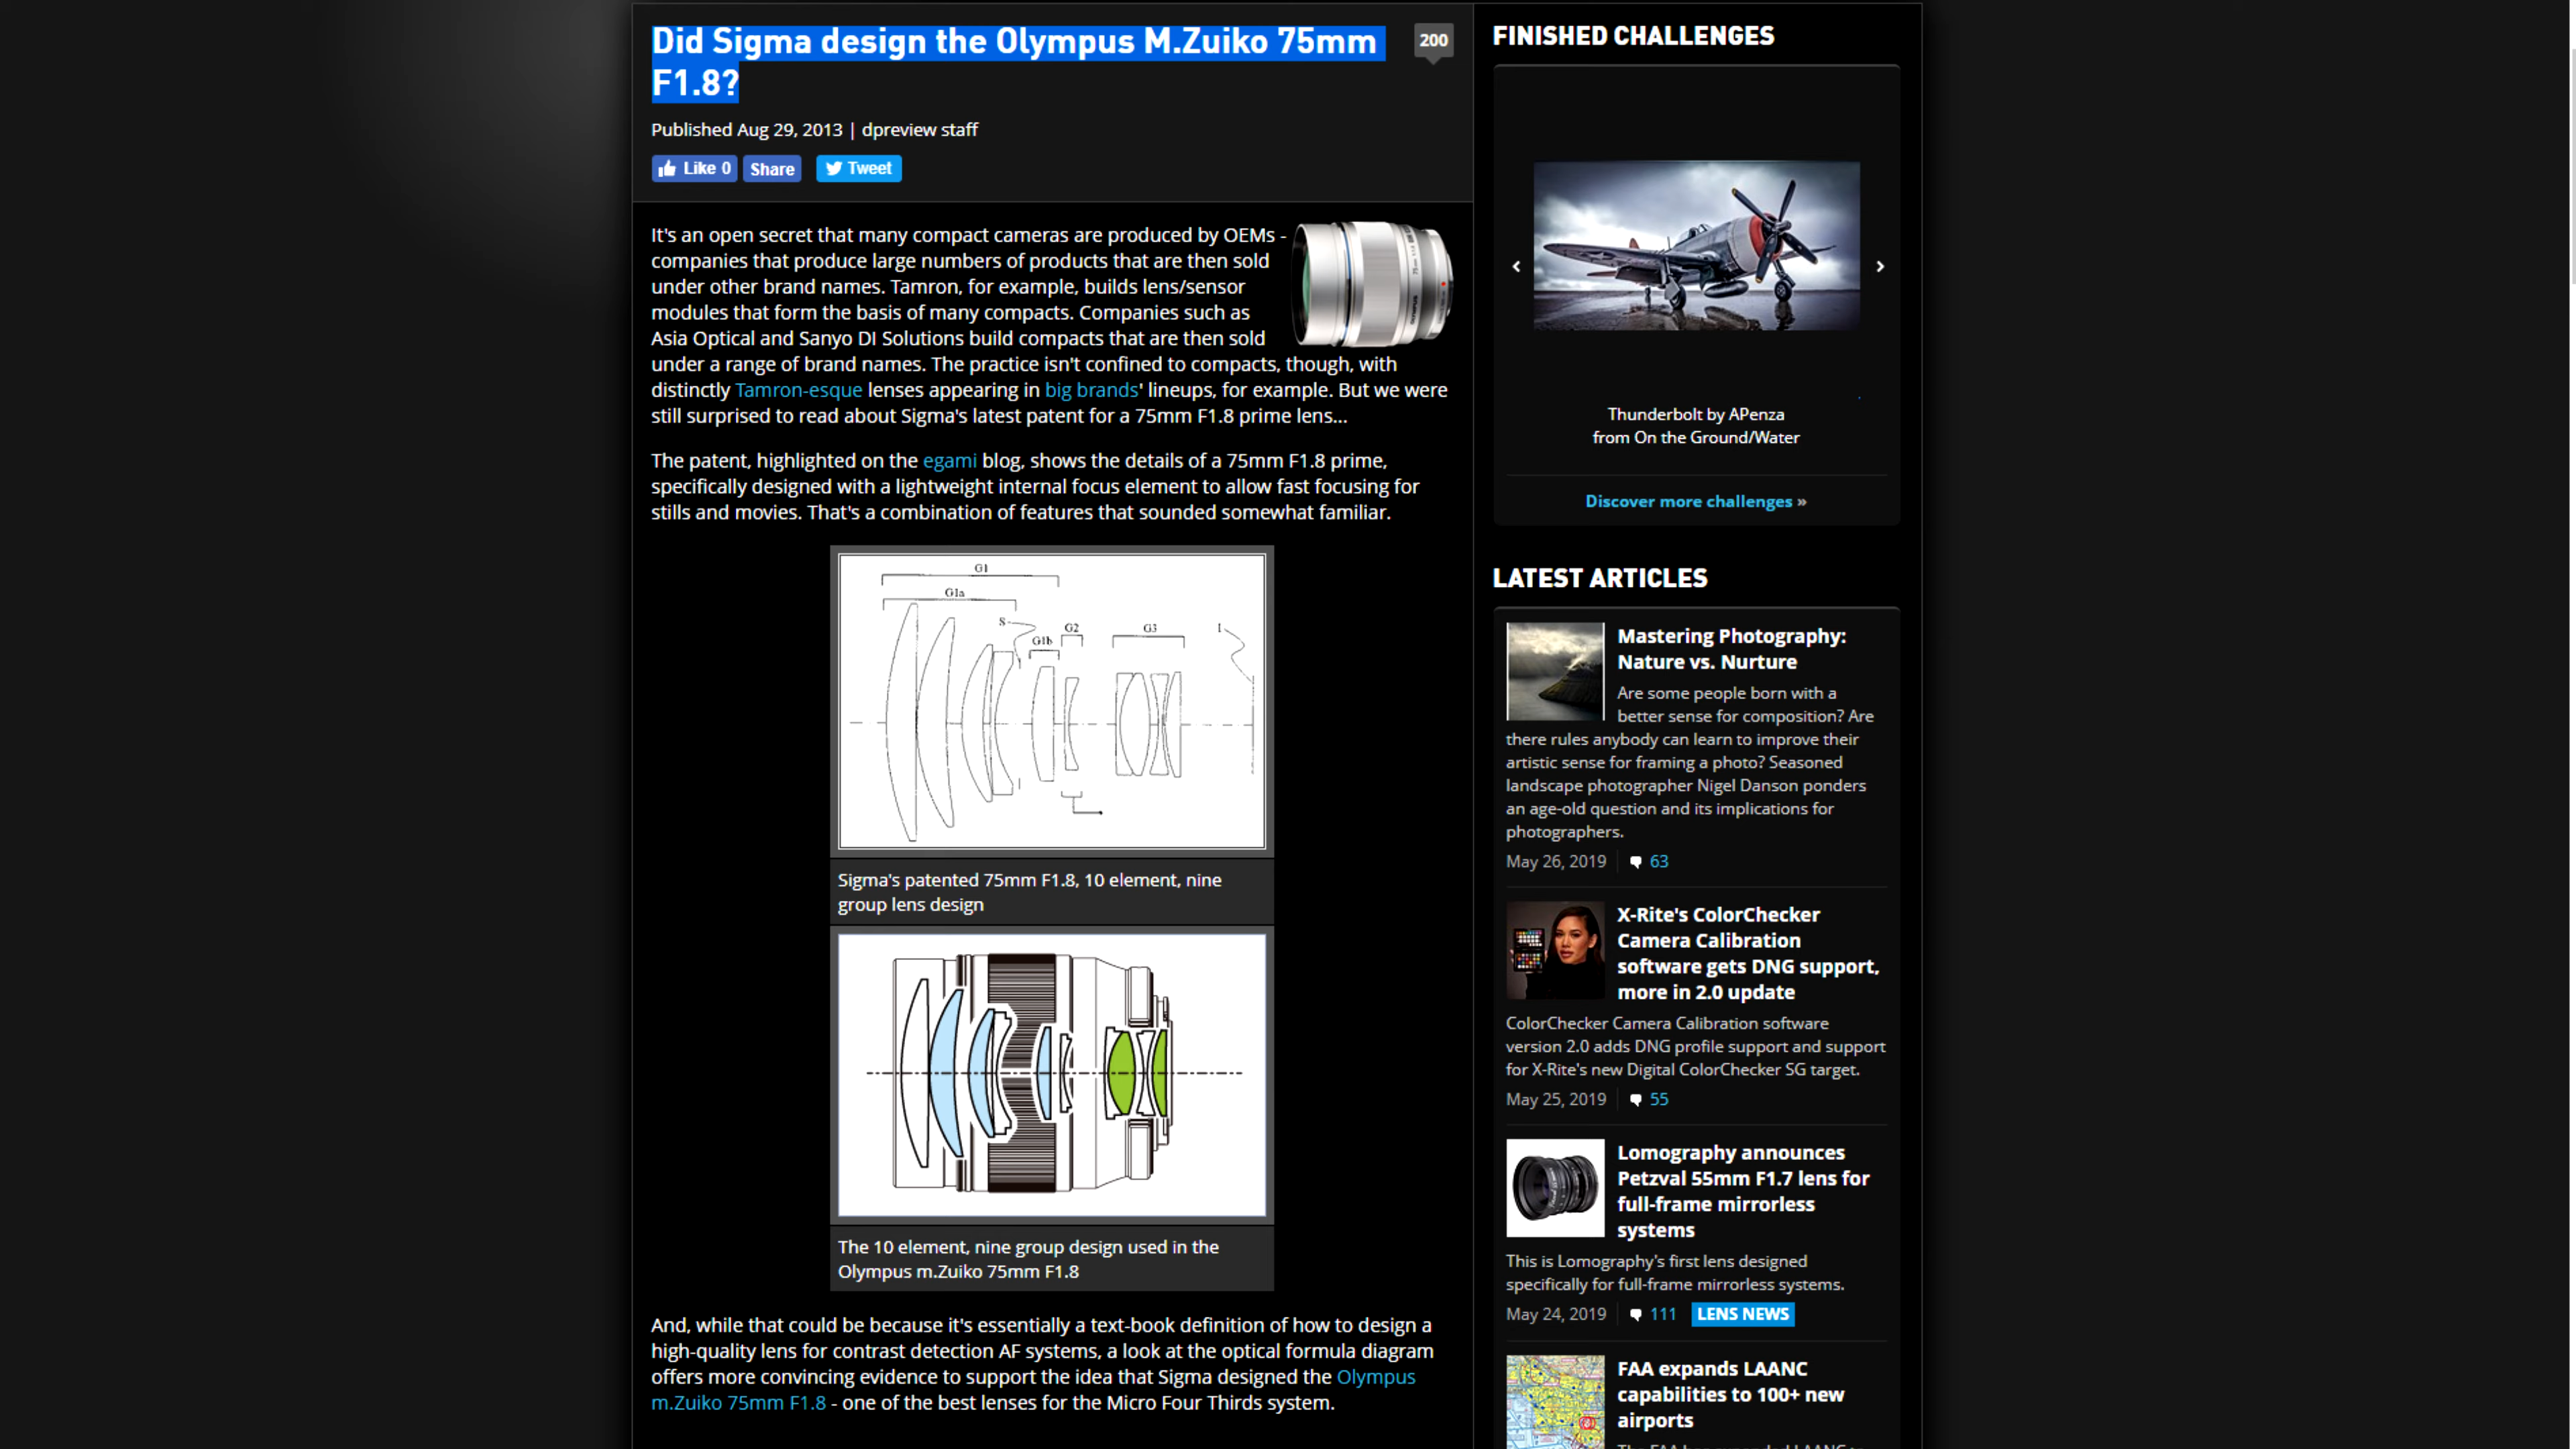 Did Sigma design the Olympus M.Zuiko 75mm
F1.8?
200
Published Aug 29, 2013 | dpreview staff
Like 0
Share
Tweet
It's an open secret that many compact cameras are produced by OEMs -
companies that produce large numbers of products that are then sold
under other brand names. Tamron, for example, builds lens/sensor
modules that form the basis of many compacts. Companies such as
Asia Optical and Sanyo DI Solutions build compacts that are then sold
under a range of brand names. The practice isn't confined to compacts, though, with
distinctly Tamron-esque lenses appearing in big brands' lineups, for example. But we were
still surprised to read about Sigma's latest patent for a 75mm F1.8 prime lens...
The patent, highlighted on the egami blog, shows the details of a 75mm F1.8 prime,
specifically designed with a lightweight internal focus element to allow fast focusing for
stills and movies. That's a combination of features that sounded somewhat familiar.
G1
G1a
S
G1b
G2
G3
I
Sigma's patented 75mm F1.8, 10 element, nine
group lens design
The 10 element, nine group design used in the
Olympus m.Zuiko 75mm F1.8
And, while that could be because it's essentially a text-book definition of how to design a
high-quality lens for contrast detection AF systems, a look at the optical formula diagram
offers more convincing evidence to support the idea that Sigma designed the Olympus
m.Zuiko 75mm F1.8 - one of the best lenses for the Micro Four Thirds system.
FINISHED CHALLENGES
Thunderbolt by APenza
from On the Ground/Water
Discover more challenges »
LATEST ARTICLES
Mastering Photography:
Nature vs. Nurture
Are some people born with a
better sense for composition? Are
there rules anybody can learn to improve their
artistic sense for framing a photo? Seasoned
landscape photographer Nigel Danson ponders
an age-old question and its implications for
photographers.
May 26, 2019
63
X-Rite's ColorChecker
Camera Calibration
software gets DNG support,
more in 2.0 update
ColorChecker Camera Calibration software
version 2.0 adds DNG profile support and support
for X-Rite's new Digital ColorChecker SG target.
May 25, 2019
55
Lomography announces
Petzval 55mm F1.7 lens for
full-frame mirrorless
systems
This is Lomography's first lens designed
specifically for full-frame mirrorless systems.
May 24, 2019
111
LENS NEWS
FAA expands LAANC
capabilities to 100+ new
airports